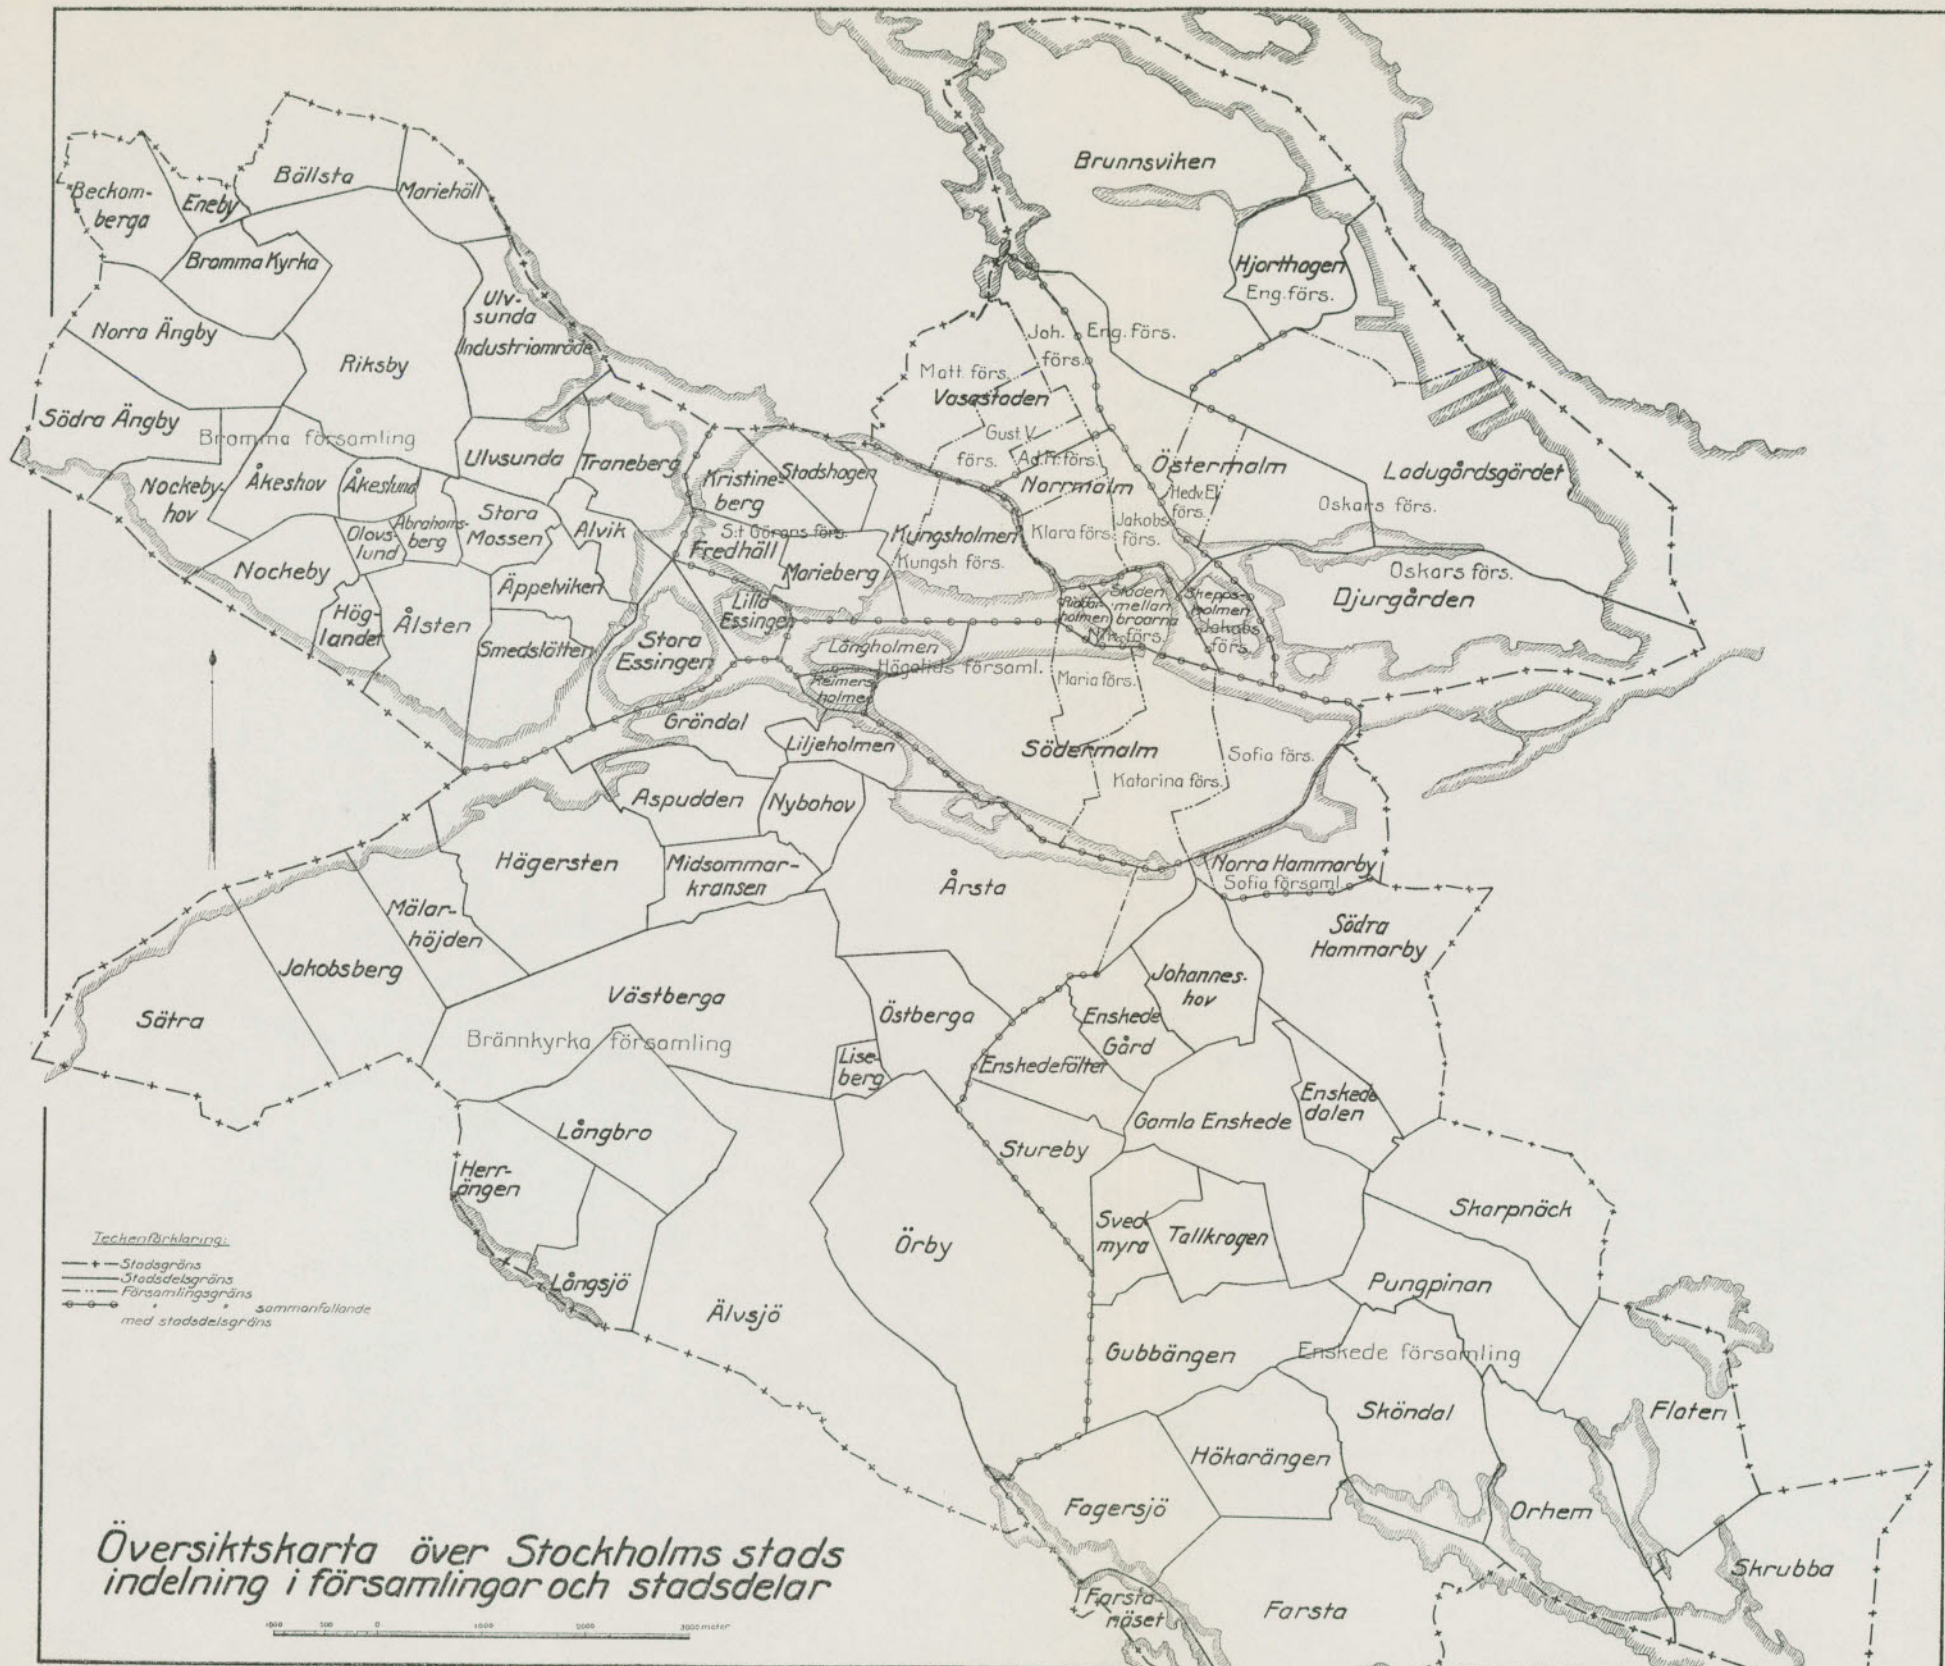 Brunnsviken
Bällsta
Mariehäll
Beckom-
berga
Eneby
Bromma Kyrka
Hjorthagen
Eng. förs.
Ulv-
sunda
Industriområde
Norra Ängby
Riksby
Joh.
förs.
Eng. förs.
Matt. förs.
Vasastaden
Södra Ängby
Bromma församling
Gust. V.
förs.
Ad. Fr. förs.
Ulvsunda
Traneberg
Kristine-
berg
Stadshagen
Norrmalm
Östermalm
Ladugårdsgärdet
Nockeby-
hov
Åkeshov
Åkeslund
Hedv. El.
förs.
Oskars förs.
Olovs-
lund
Abrahams-
berg
Stora
Mossen
Alvik
S:t Görans förs.
Fredhäll
Kungsholmen
Kungsh förs.
Klara förs.
Jakobs
förs.
Nockeby
Äppelviken
Marieberg
Oskars förs.
Djurgården
Hög-
landet
Ålsten
Smedslätten
Lilla
Essingen
Stora
Essingen
Riddar-
holmen
Staden
mellan
broarna
N:k. förs.
Skepps-
holmen
Jakobs
förs.
Långholmen
Högalids församl.
Reimers
holme
Maria förs.
Gröndal
Liljeholmen
Södermalm
Sofia förs.
Katarina förs.
Aspudden
Nybohov
Hägersten
Midsommar-
kransen
Årsta
Norra Hammarby
Sofia församl.
Mälar-
höjden
Södra
Hammarby
Jakobsberg
Västberga
Johannes-
hov
Sätra
Östberga
Enskede
Gård
Brännkyrka församling
Lise-
berg
Enskedefältet
Enskede
dalen
Långbro
Gamla Enskede
Stureby
Herr-
ängen
Skarpnäck
Sved
myra
Tallkrogen
Örby
Långsjö
Älvsjö
Pungpinan
Gubbängen
Enskede församling
Sköndal
Flaten
Hökarängen
Fagersjö
Orhem
Skrubba
Farsta-
näset
Farsta
Teckenförklaring:
Stadsgräns
Stadsdelsgräns
Församlingsgräns
" " sammanfallande
med stadsdelsgräns
Översiktskarta över Stockholms stads
indelning i församlingar och stadsdelar
1000 500 0 1000 2000 3000 meter